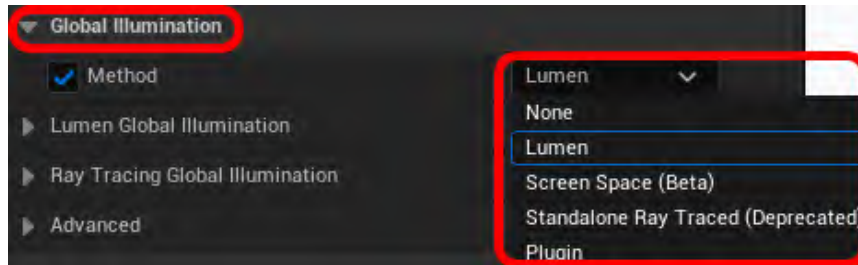 Global Illumination
Method
Lumen
None
Lumen Global Illumination
Lumen
Ray Tracing Global Illumination
Screen Space (Beta)
Standalone Ray Traced (Deprecated)
Advanced
Plugin